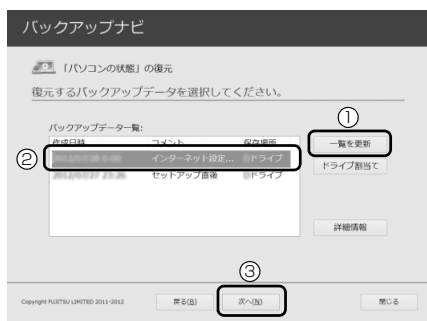 バックアップナビ
「パソコンの状態」の復元
復元するバックアップデータを選択してください。
①
バックアップデータ一覧:
作成日時 コメント 保存場所
一覧を更新
②
インターネット設定... Dドライブ
ドライブ割当て
セットアップ直後 Dドライブ
詳細情報
③
Copyright FUJITSU LIMITED 2011-2012
戻る(B)
次へ(N)
閉じる